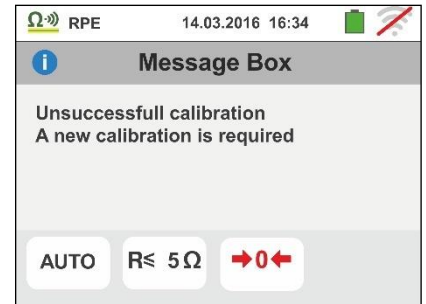 Ω RPE 14.03.2016 16:34
Message Box
Unsuccessfull calibration
A new calibration is required
AUTO R≤ 5Ω →0←